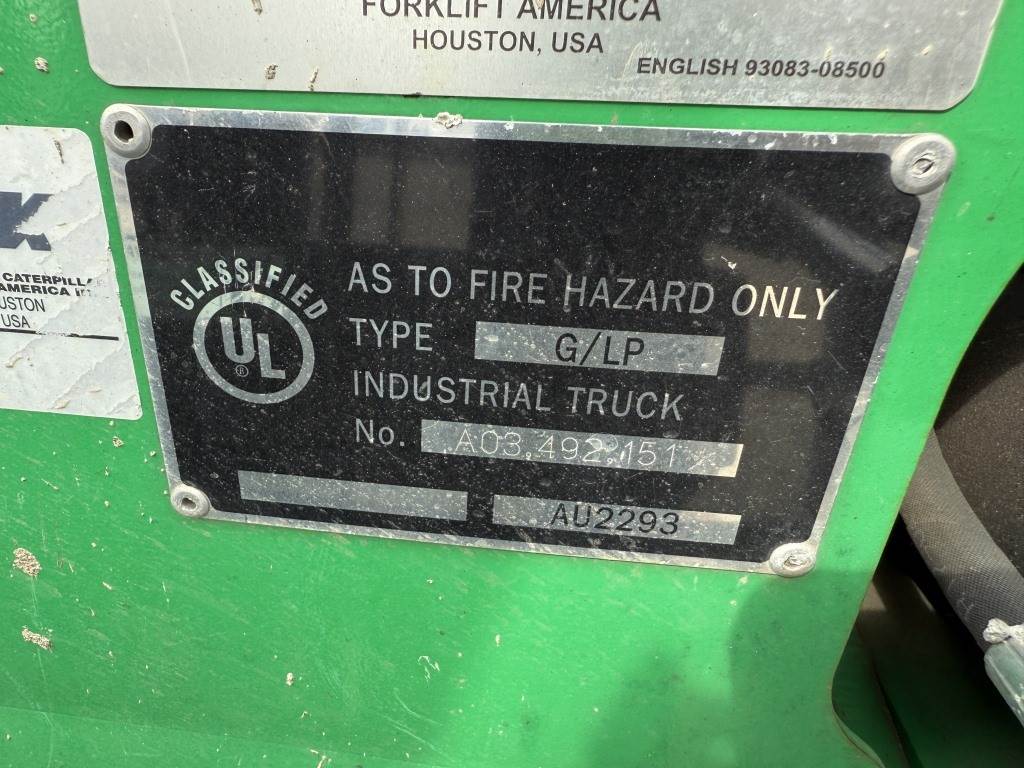 FORKLIFT AMERICA
HOUSTON, USA
ENGLISH 93083-08500
K
CATERPILLAR
AMERICA
USTON
USA
CLASSIFIED
UL
®
AS TO FIRE HAZARD ONLY
TYPE G/LP
INDUSTRIAL TRUCK
No. A03,492,151
AU2293